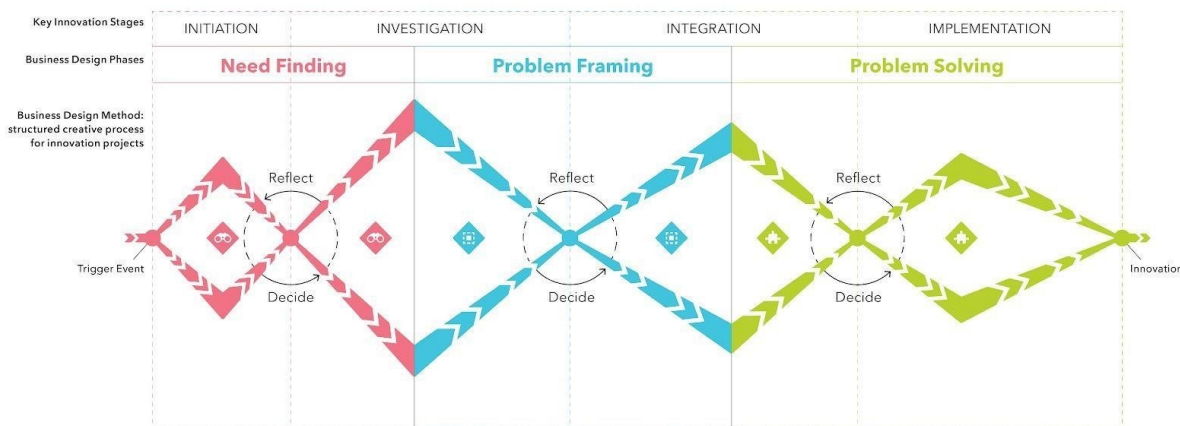 Key Innovation Stages
INITIATION
INVESTIGATION
INTEGRATION
IMPLEMENTATION
Business Design Phases
Need Finding
Problem Framing
Problem Solving
Business Design Method:
structured creative process
for innovation projects
Reflect
Reflect
Reflect
Trigger Event
Innovation
Decide
Decide
Decide